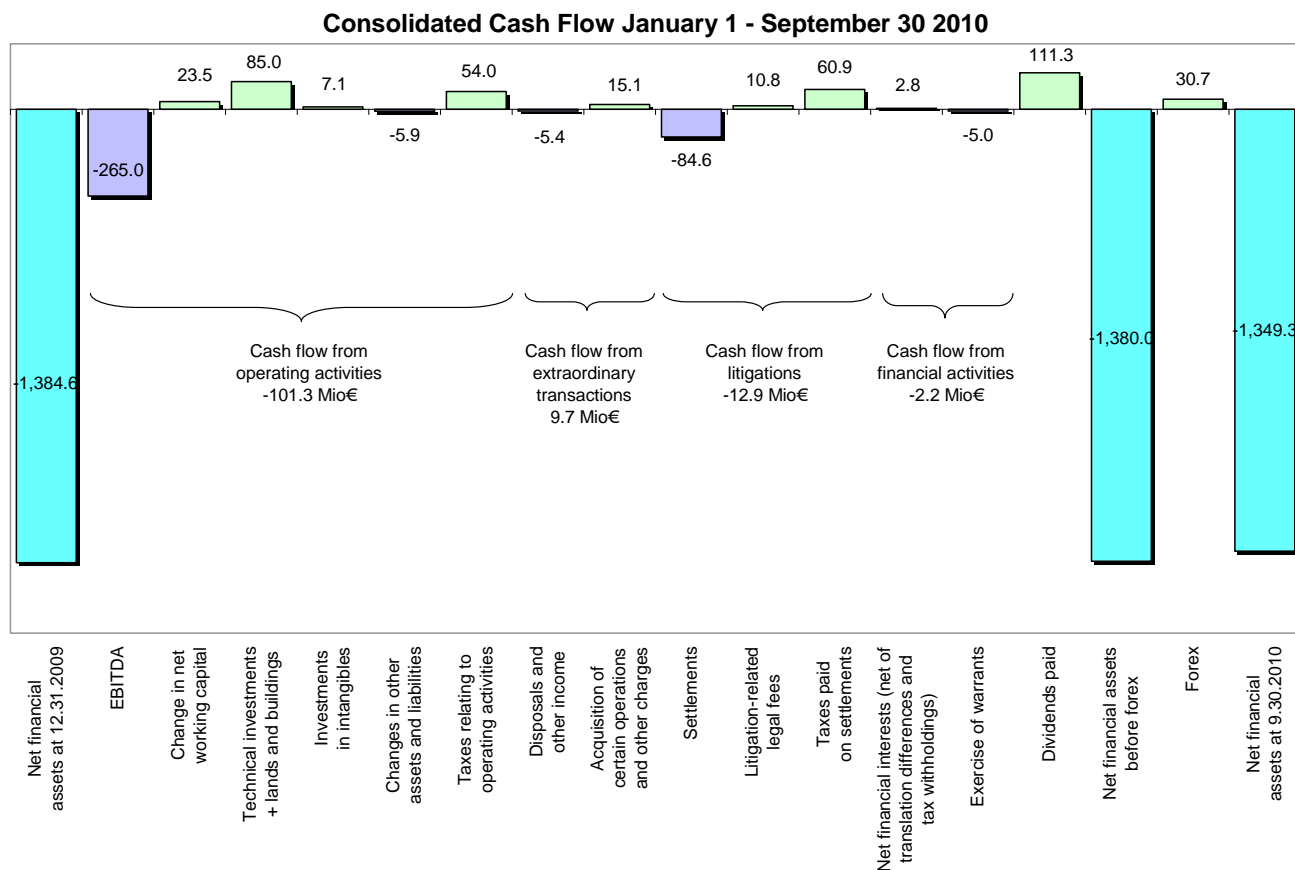 Consolidated Cash Flow January 1 - September 30 2010
-1,384.6
-265.0
23.5
85.0
7.1
-5.9
54.0
-5.4
15.1
-84.6
10.8
60.9
2.8
-5.0
111.3
-1,380.0
30.7
-1,349.3
Cash flow from
operating activities
-101.3 Mio€
Cash flow from
extraordinary
transactions
9.7 Mio€
Cash flow from
litigations
-12.9 Mio€
Cash flow from
financial activities
-2.2 Mio€
Net financial
assets at 12.31.2009
EBITDA
Change in net
working capital
Technical investments
+ lands and buildings
Investments
in intangibles
Changes in other
assets and liabilities
Taxes relating to
operating activities
Disposals and
other income
Acquisition of
certain operations
and other charges
Settlements
Litigation-related
legal fees
Taxes paid
on settlements
Net financial interests (net of
translation differences and
tax withholdings)
Exercise of warrants
Dividends paid
Net financial assets
before forex
Forex
Net financial
assets at 9.30.2010